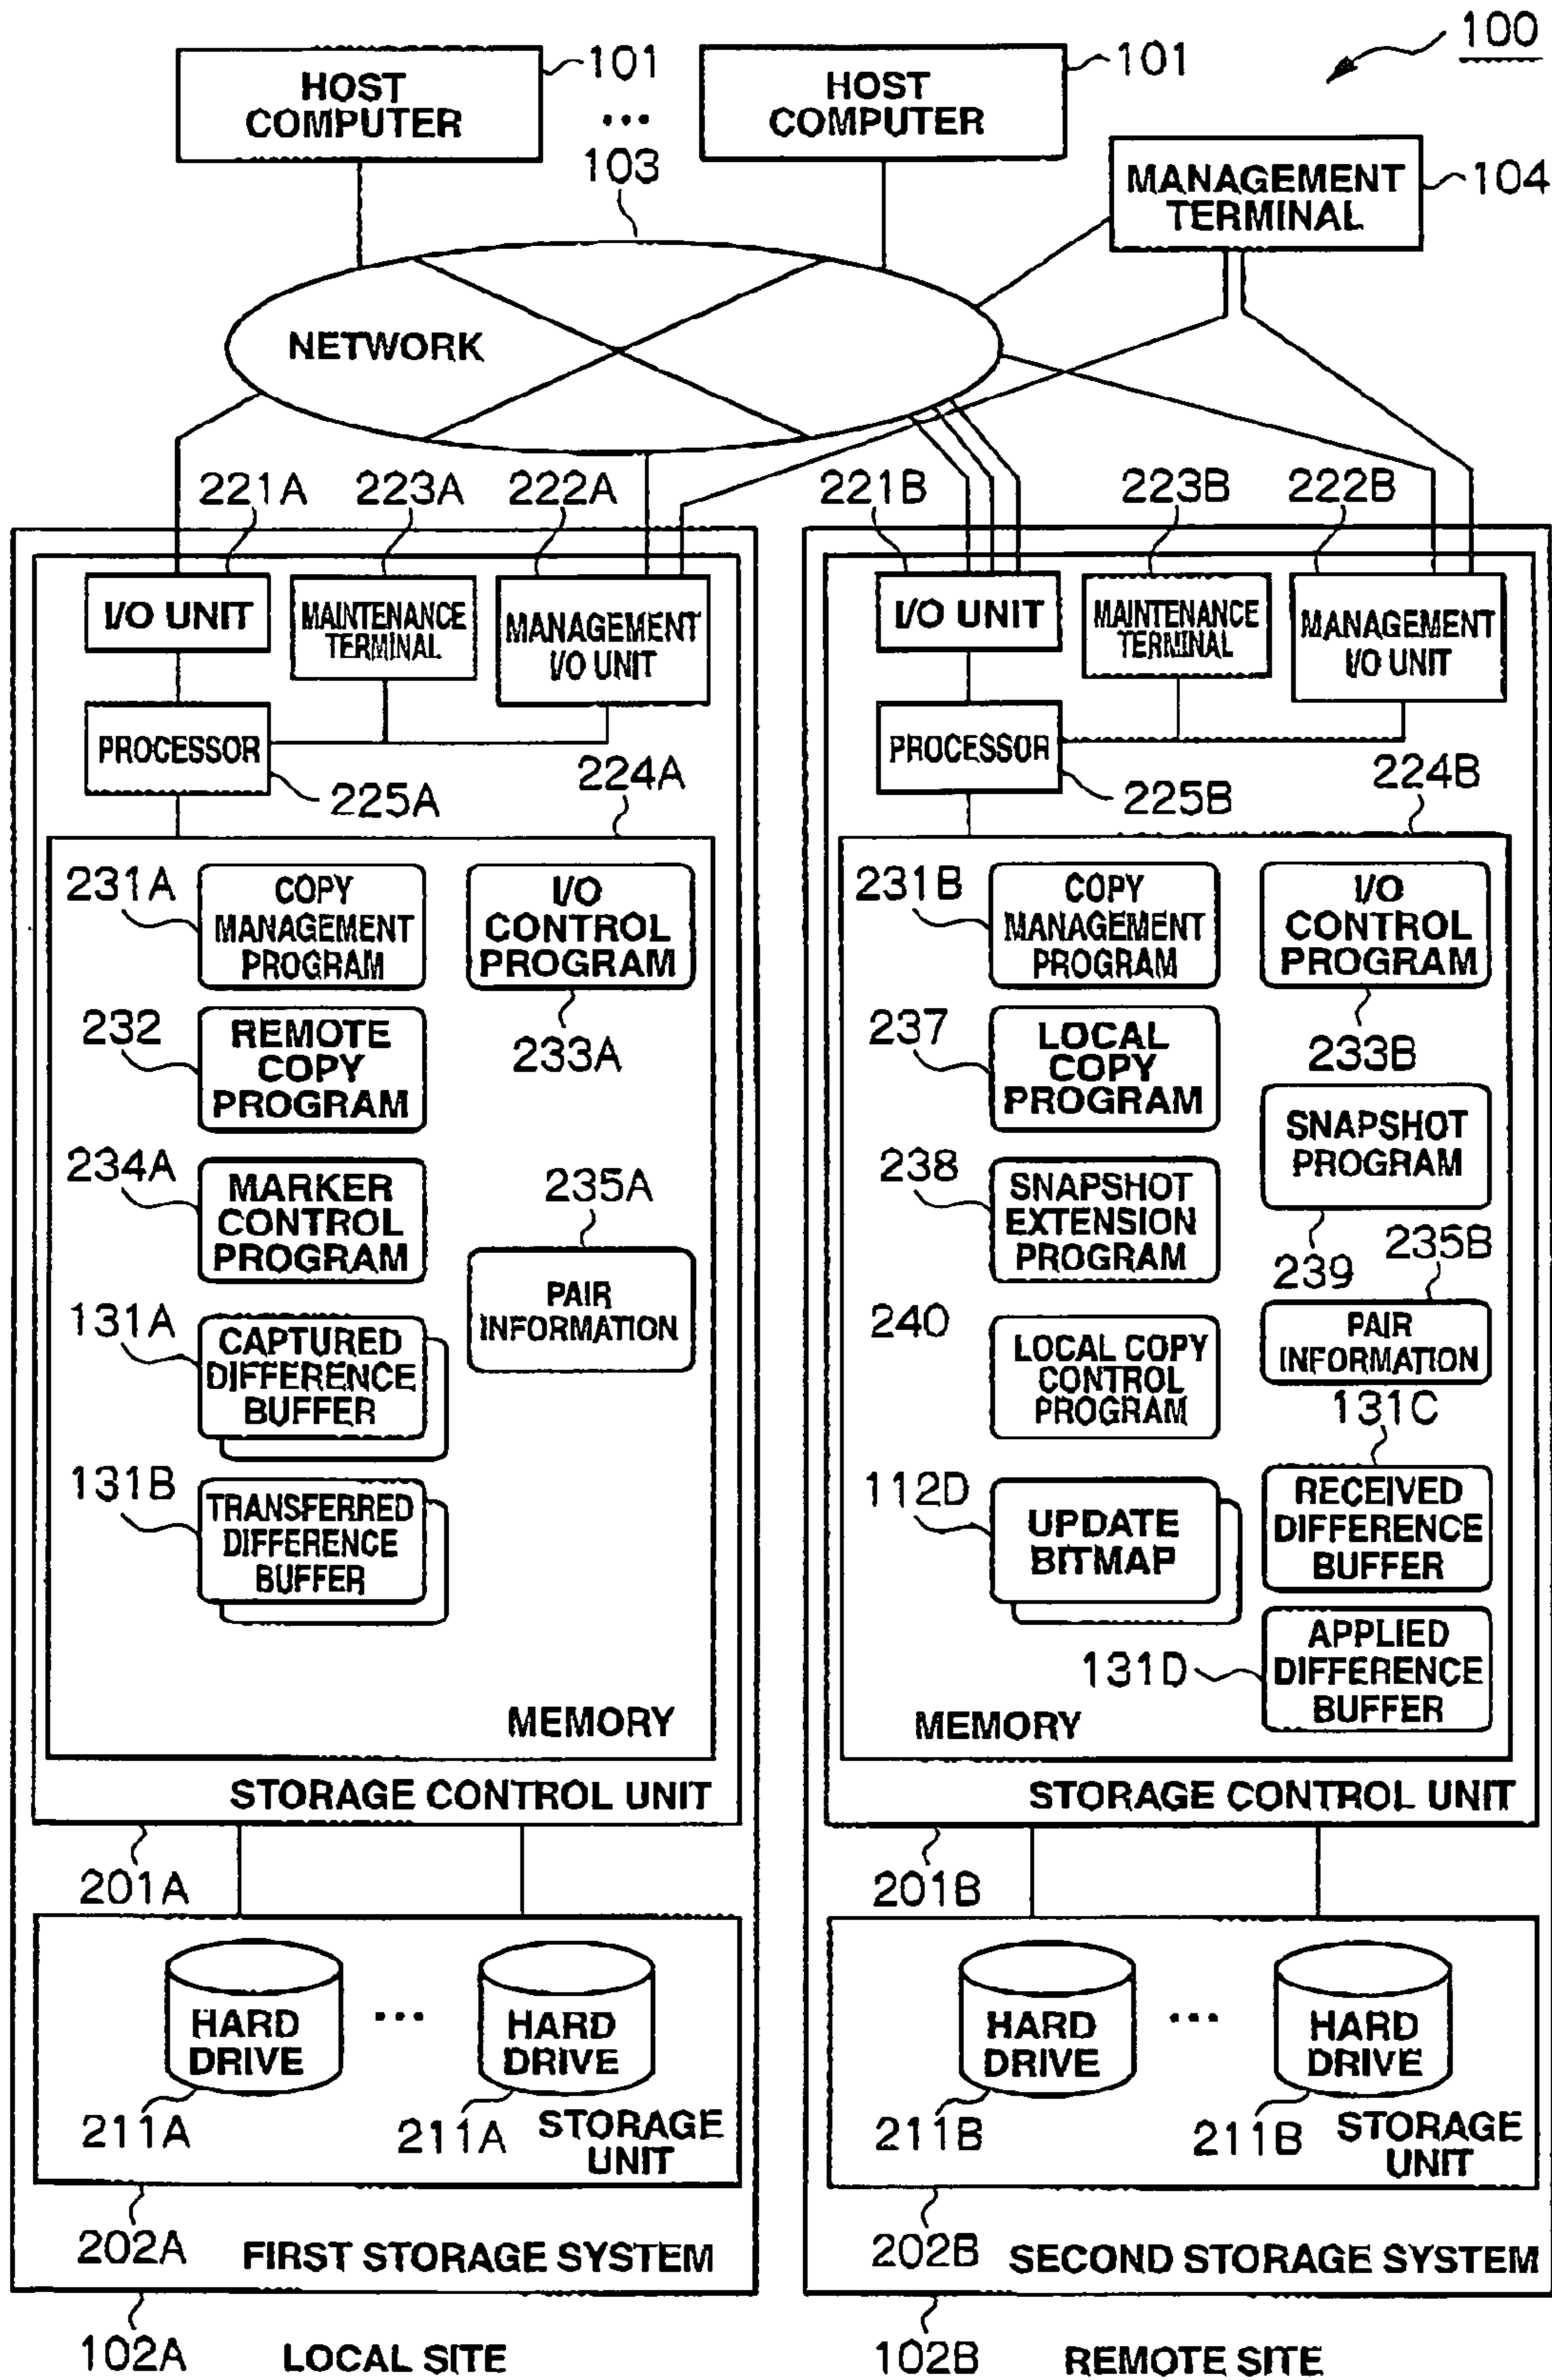 100
HOST
COMPUTER
101
...
HOST
COMPUTER
101
103
MANAGEMENT
TERMINAL
104
NETWORK
221A
223A
222A
221B
223B
222B
I/O UNIT
MAINTENANCE
TERMINAL
MANAGEMENT
I/O UNIT
PROCESSOR
225A
224A
231A
COPY
MANAGEMENT
PROGRAM
I/O
CONTROL
PROGRAM
233A
232
REMOTE
COPY
PROGRAM
234A
MARKER
CONTROL
PROGRAM
235A
PAIR
INFORMATION
131A
CAPTURED
DIFFERENCE
BUFFER
131B
TRANSFERRED
DIFFERENCE
BUFFER
MEMORY
STORAGE CONTROL UNIT
201A
HARD
DRIVE
...
HARD
DRIVE
211A
211A
STORAGE
UNIT
202A
FIRST STORAGE SYSTEM
102A
LOCAL SITE
I/O UNIT
MAINTENANCE
TERMINAL
MANAGEMENT
I/O UNIT
PROCESSOR
225B
224B
231B
COPY
MANAGEMENT
PROGRAM
I/O
CONTROL
PROGRAM
233B
237
LOCAL
COPY
PROGRAM
SNAPSHOT
PROGRAM
239
238
SNAPSHOT
EXTENSION
PROGRAM
235B
PAIR
INFORMATION
240
LOCAL COPY
CONTROL
PROGRAM
131C
RECEIVED
DIFFERENCE
BUFFER
112D
UPDATE
BITMAP
131D
APPLIED
DIFFERENCE
BUFFER
MEMORY
STORAGE CONTROL UNIT
201B
HARD
DRIVE
...
HARD
DRIVE
211B
211B
STORAGE
UNIT
202B
SECOND STORAGE SYSTEM
102B
REMOTE SITE